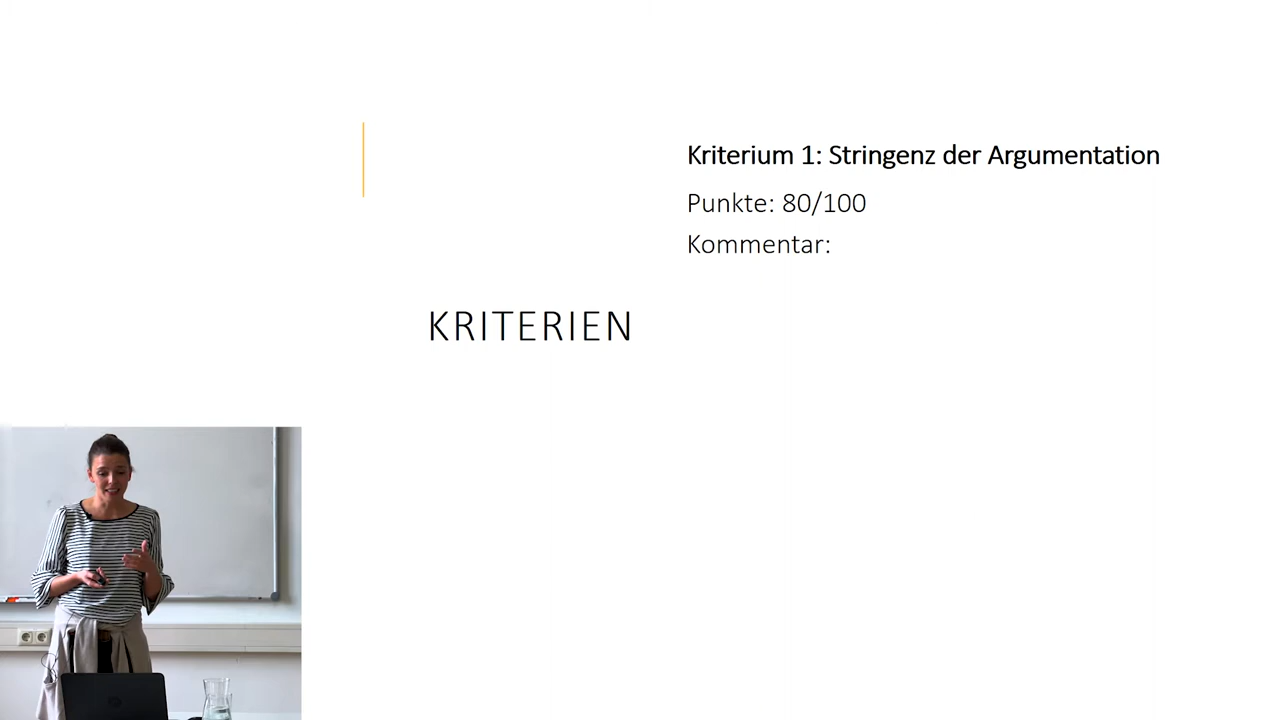 KRITERIEN
Kriterium 1: Stringenz der Argumentation
Punkte: 80/100
Kommentar: